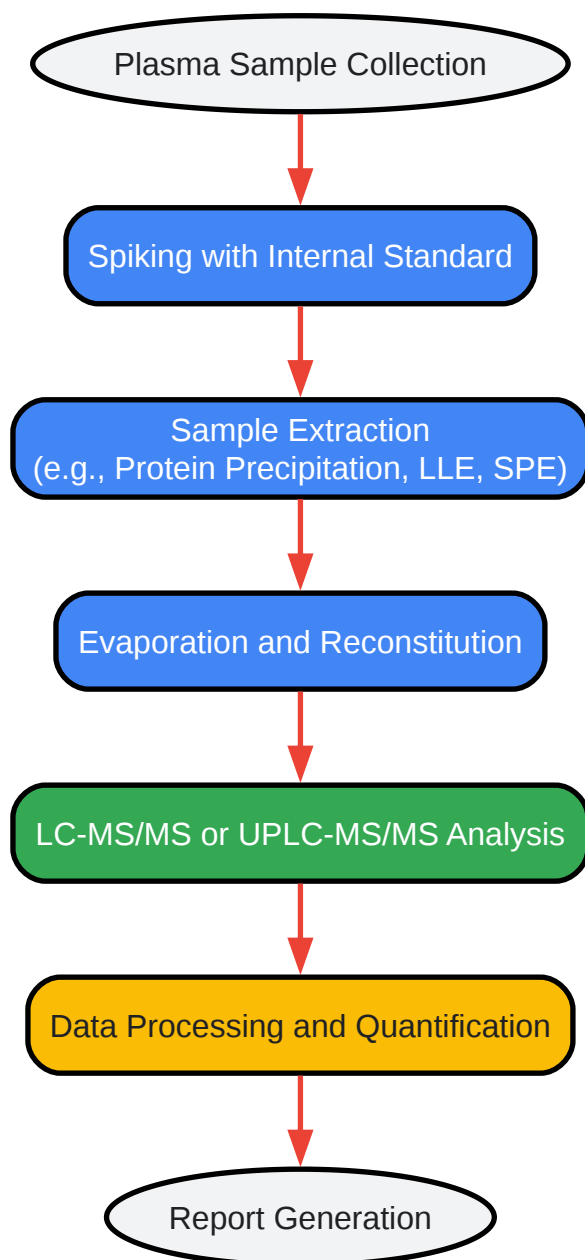 Plasma Sample Collection
Spiking with Internal Standard
Sample Extraction
(e.g., Protein Precipitation, LLE, SPE)
Evaporation and Reconstitution
LC-MS/MS or UPLC-MS/MS Analysis
Data Processing and Quantification
Report Generation